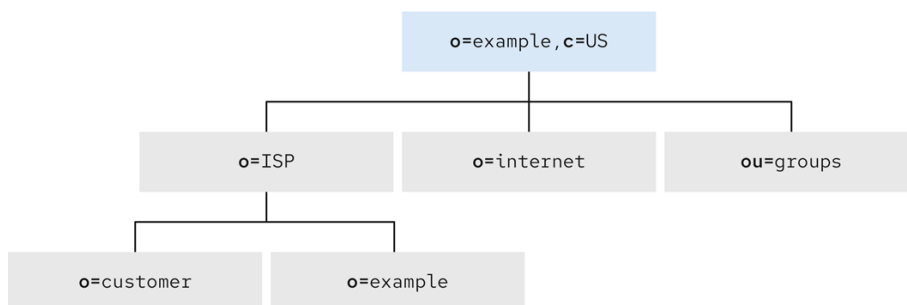 o=example,c=US
o=ISP
o=internet
ou=groups
o=customer
o=example